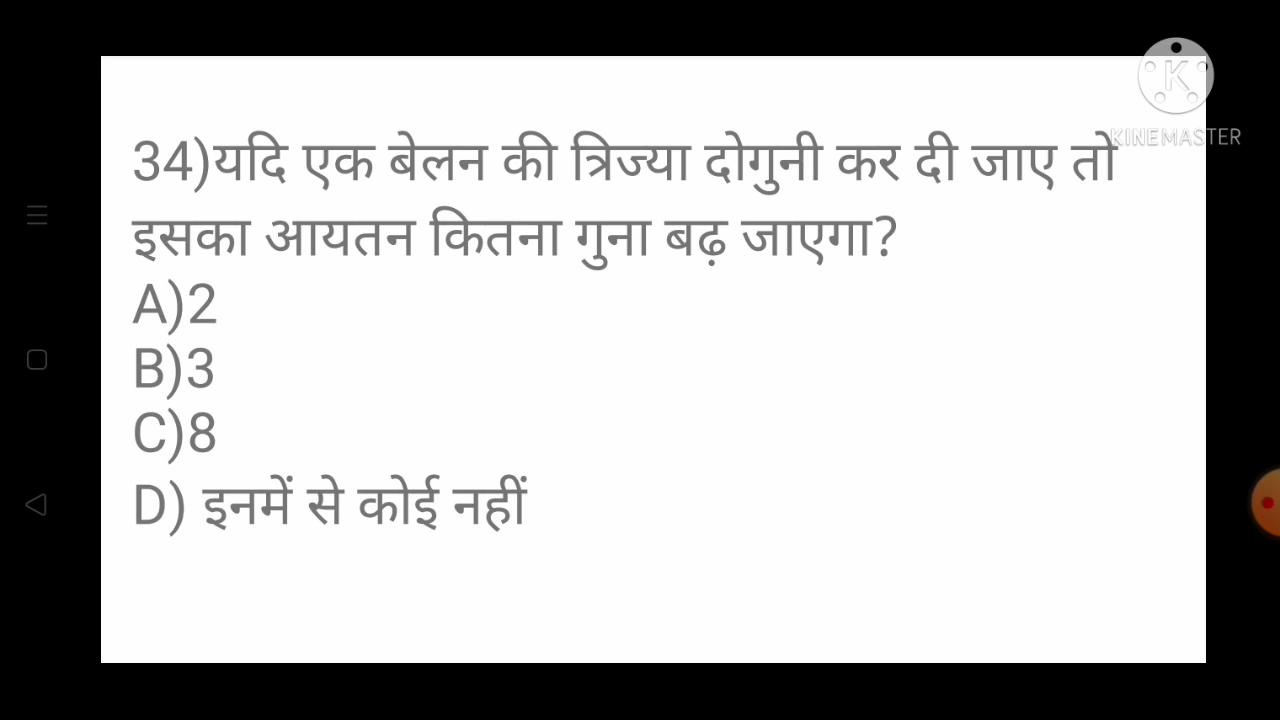 KINEMASTER
34)यदि एक बेलन की त्रिज्या दोगुनी कर दी जाए तो
इसका आयतन कितना गुना बढ़ जाएगा?
A)2
B)3
C)8
D) इनमें से कोई नहीं